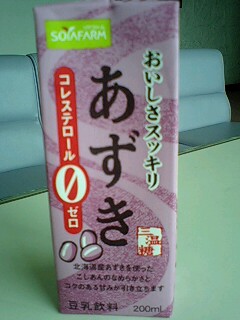 SOYAFARM
おいしさスッキリ
あずき
コレステロール
0
ゼロ
三温糖
北海道産あずきを使った
こしあんのなめらかさと
コクのある甘みが引き立ちます
豆乳飲料
200ml